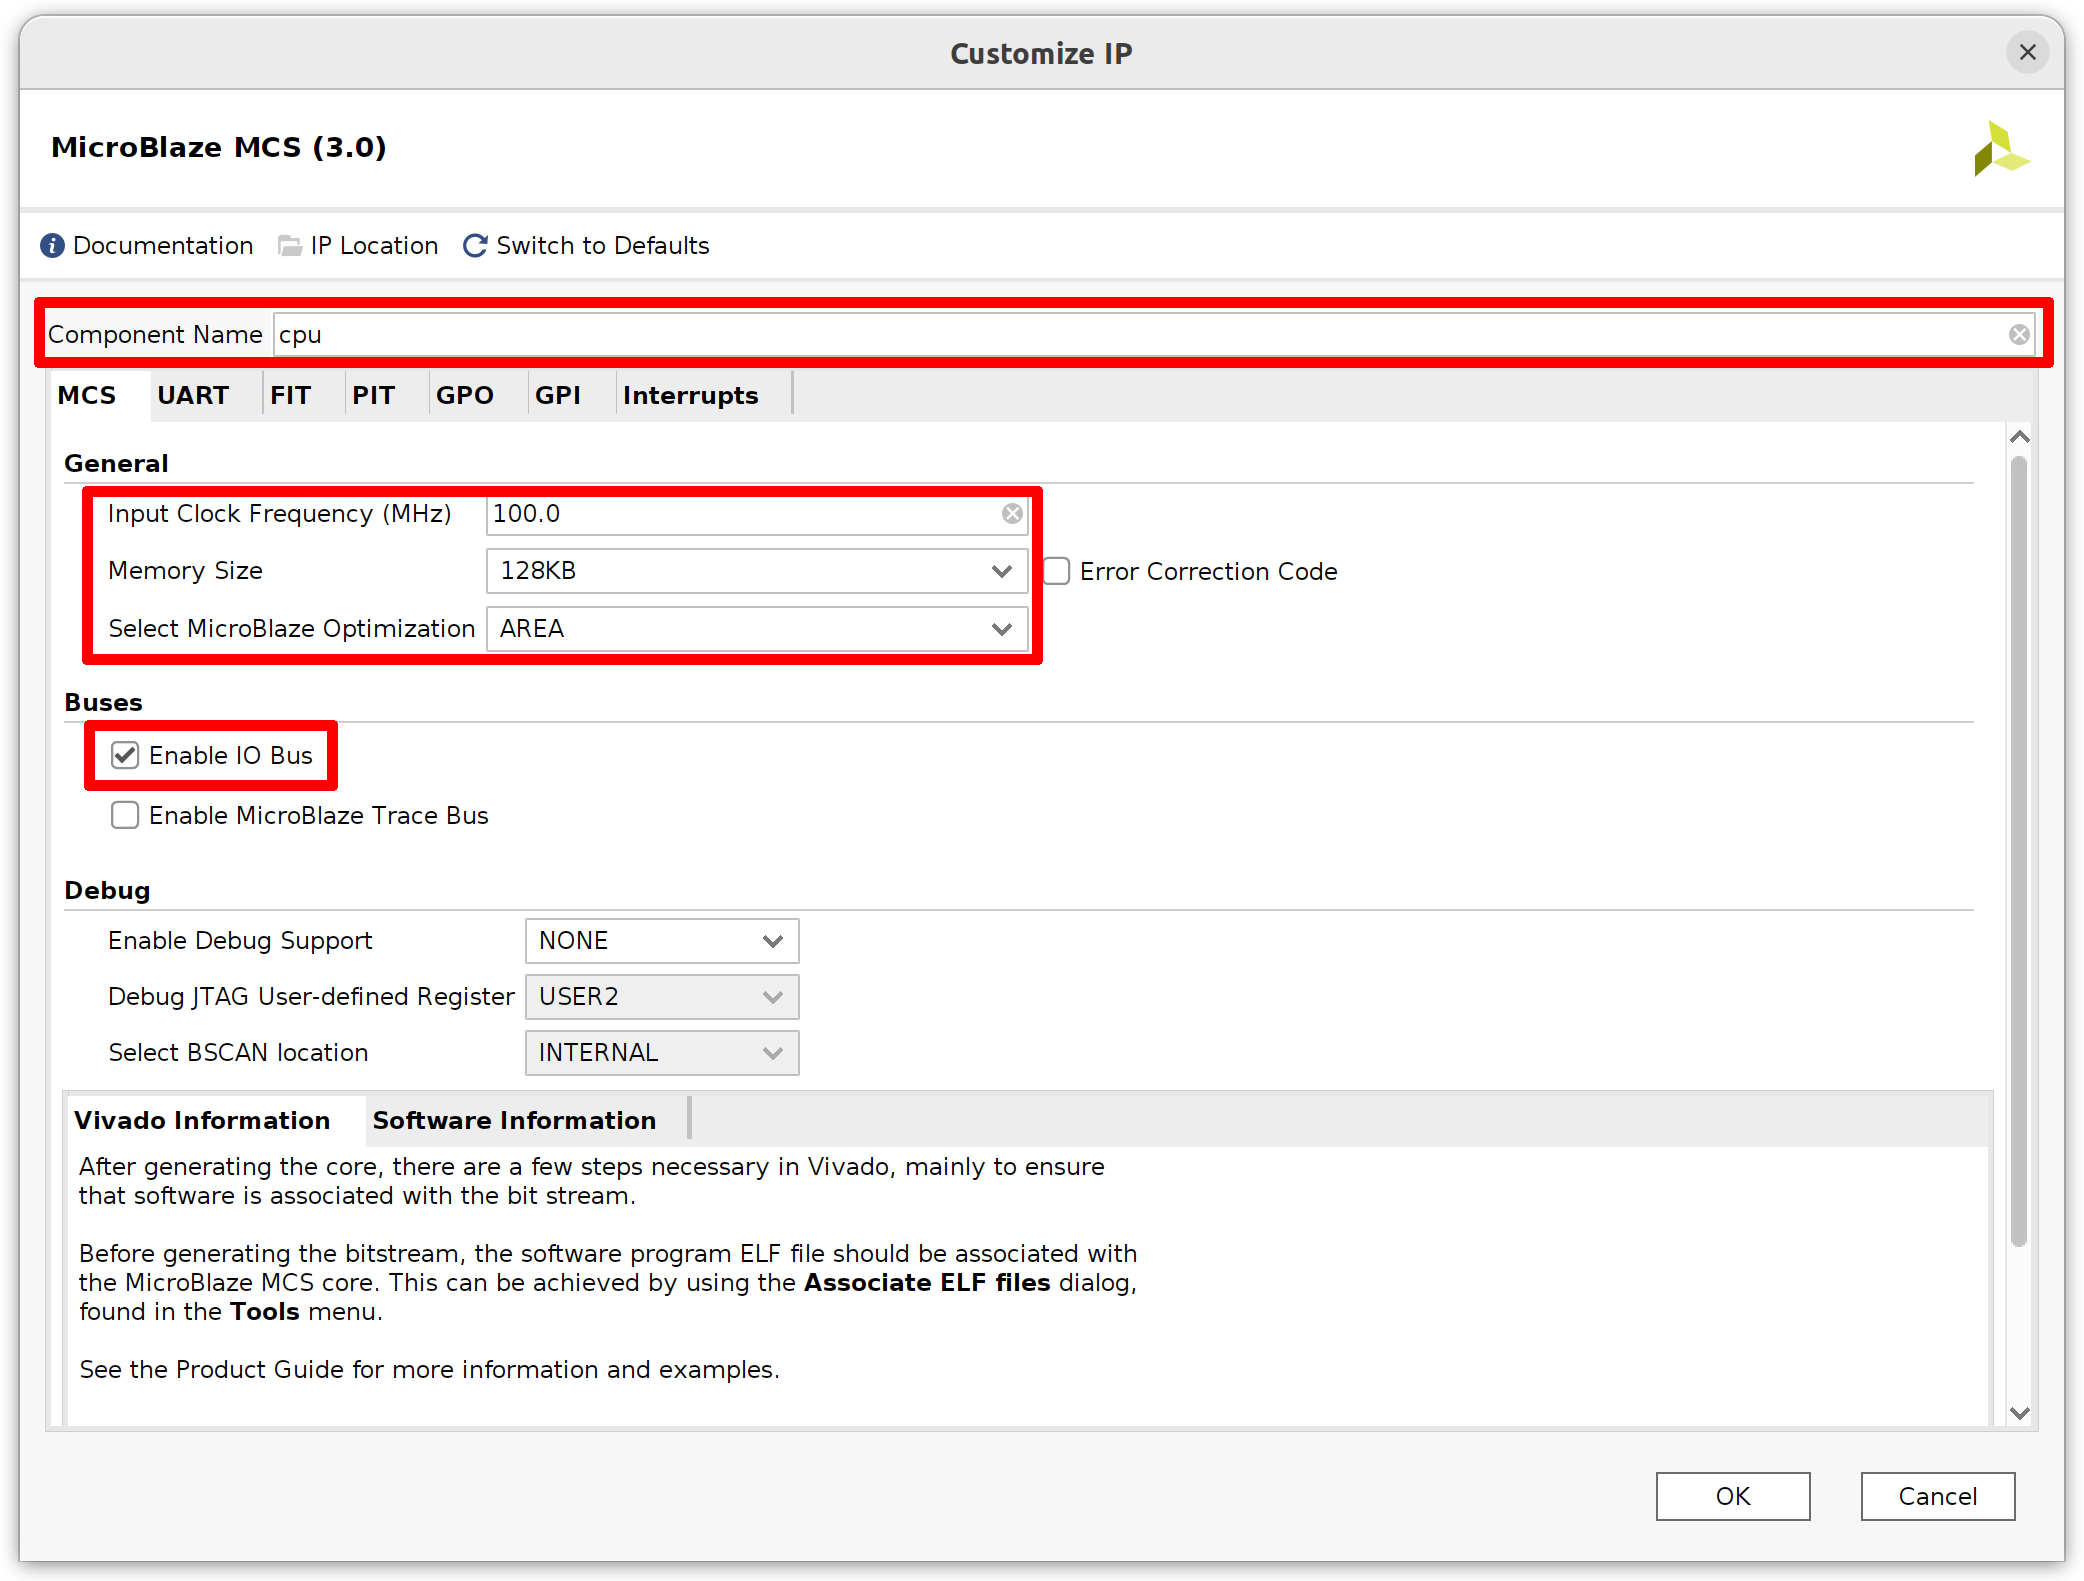 Customize IP
MicroBlaze MCS (3.0)
Documentation IP Location Switch to Defaults
Component Name cpu
MCS UART FIT PIT GPO GPI Interrupts
General
Input Clock Frequency (MHz) 100.0
Memory Size 128KB Error Correction Code
Select MicroBlaze Optimization AREA
Buses
Enable IO Bus
Enable MicroBlaze Trace Bus
Debug
Enable Debug Support NONE
Debug JTAG User-defined Register USER2
Select BSCAN location INTERNAL
Vivado Information Software Information
After generating the core, there are a few steps necessary in Vivado, mainly to ensure
that software is associated with the bit stream.
Before generating the bitstream, the software program ELF file should be associated with
the MicroBlaze MCS core. This can be achieved by using the Associate ELF files dialog,
found in the Tools menu.
See the Product Guide for more information and examples.
OK Cancel